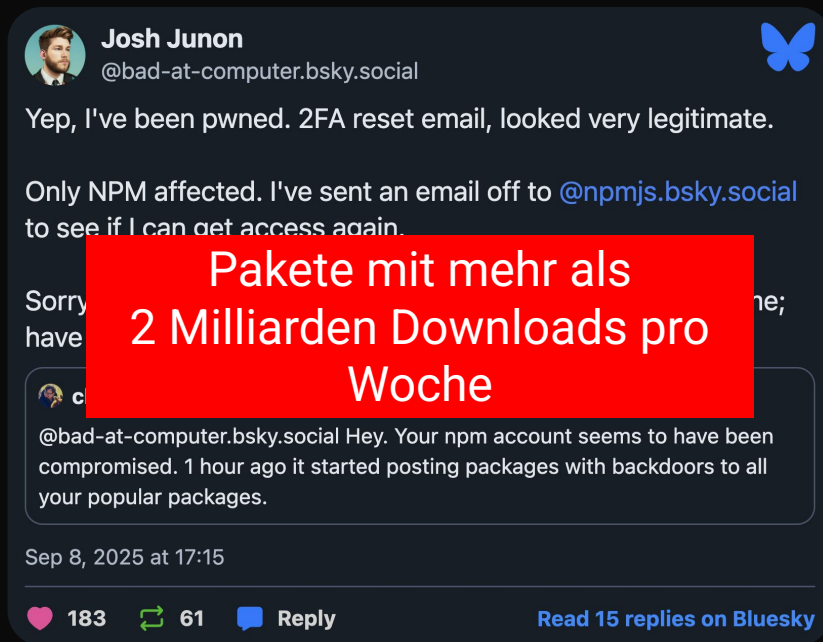 Josh Junon
@bad-at-computer.bsky.social
Yep, I've been pwned. 2FA reset email, looked very legitimate.
Only NPM affected. I've sent an email off to @npmjs.bsky.social
to see if I can get access again.
Pakete mit mehr als
2 Milliarden Downloads pro
Woche
Sorry
have
@bad-at-computer.bsky.social Hey. Your npm account seems to have been
compromised. 1 hour ago it started posting packages with backdoors to all
your popular packages.
Sep 8, 2025 at 17:15
183 61 Reply Read 15 replies on Bluesky